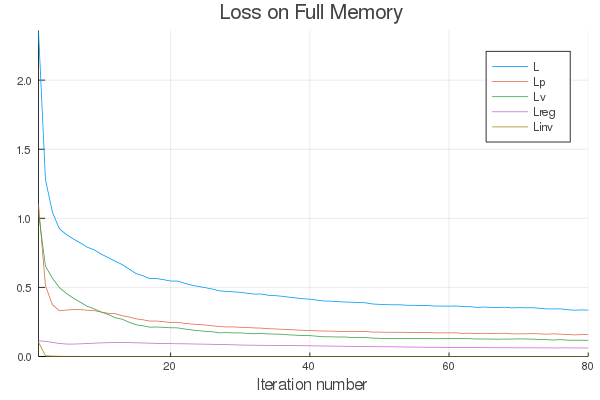 Loss on Full Memory
2.0
1.5
1.0
0.5
0.0
L
Lp
Lv
Lreg
Linv
20
40
60
80
Iteration number